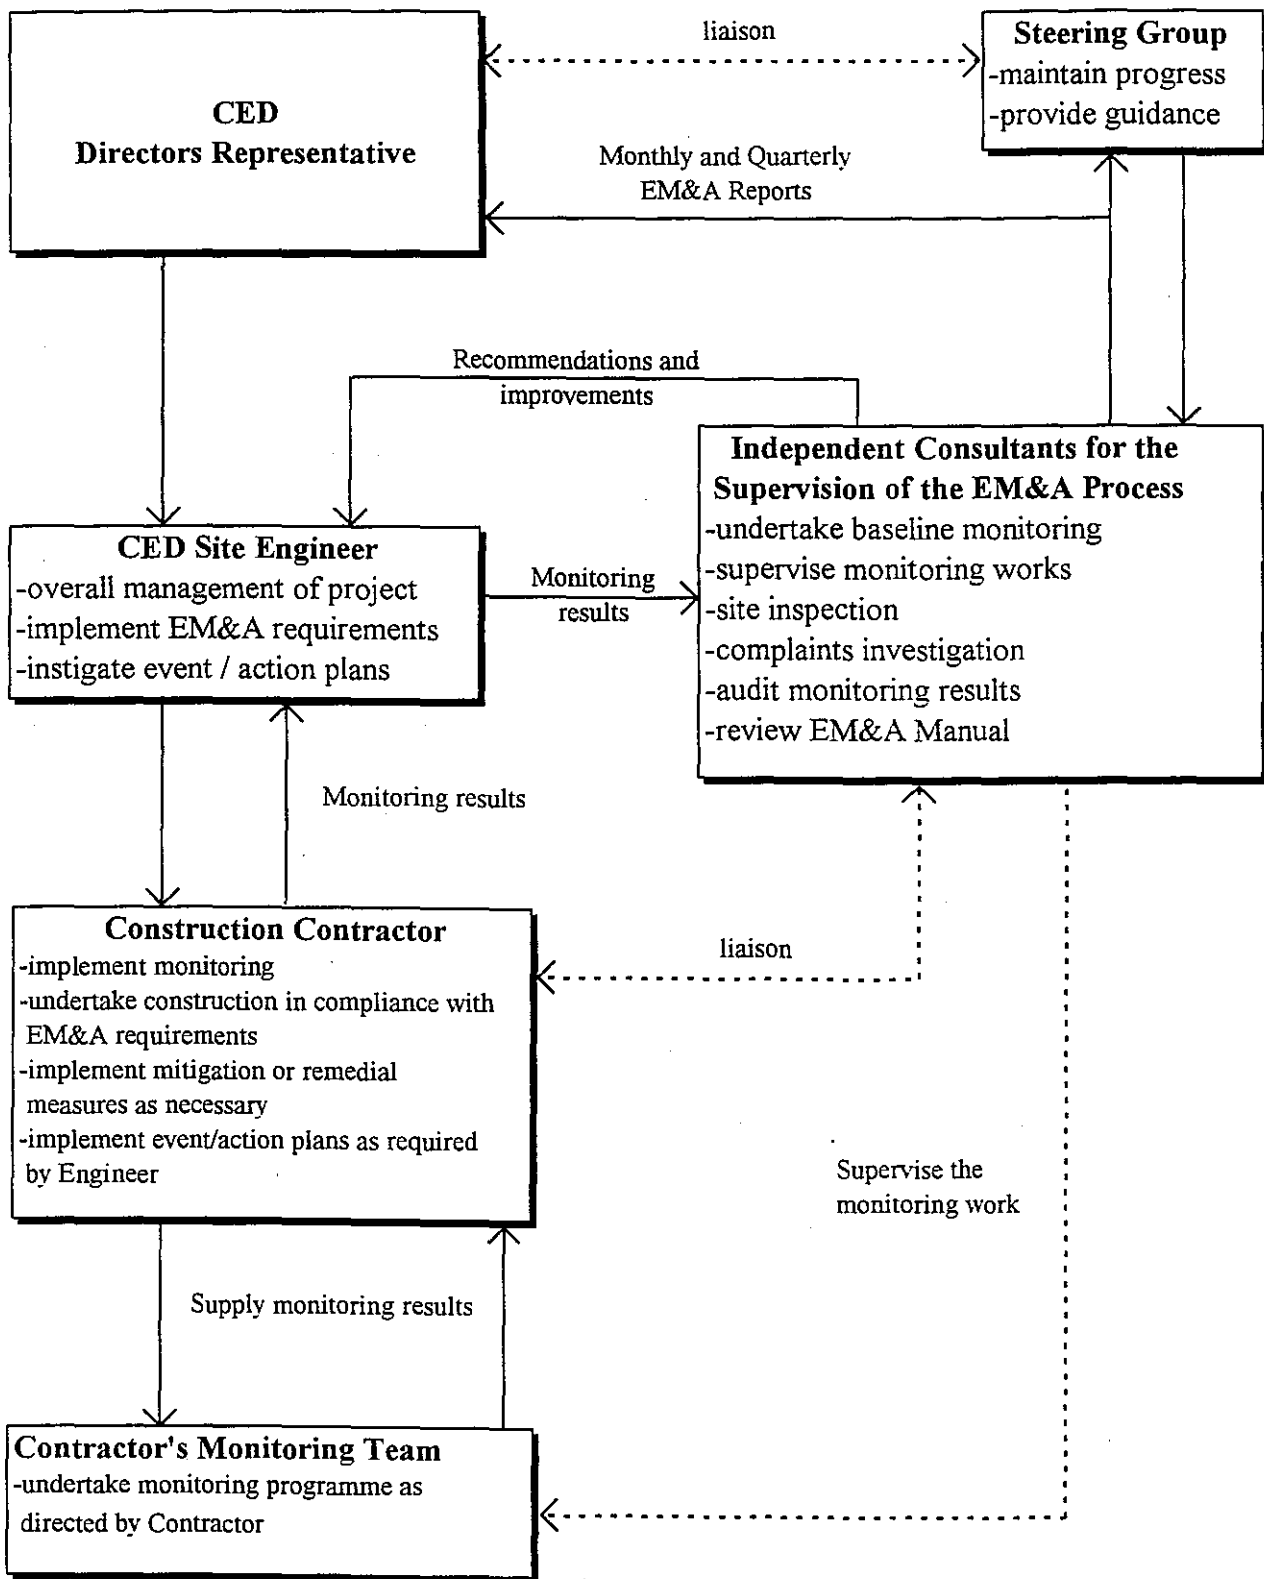 CED
Directors Representative
liaison
Steering Group
-maintain progress
-provide guidance
Monthly and Quarterly
EM&A Reports
Recommendations and
improvements
Independent Consultants for the
Supervision of the EM&A Process
-undertake baseline monitoring
-supervise monitoring works
-site inspection
-complaints investigation
-audit monitoring results
-review EM&A Manual
CED Site Engineer
-overall management of project
-implement EM&A requirements
-instigate event / action plans
Monitoring
results
Monitoring results
Construction Contractor
-implement monitoring
-undertake construction in compliance with
EM&A requirements
-implement mitigation or remedial
measures as necessary
-implement event/action plans as required
by Engineer
liaison
Supervise the
monitoring work
Supply monitoring results
Contractor's Monitoring Team
-undertake monitoring programme as
directed by Contractor